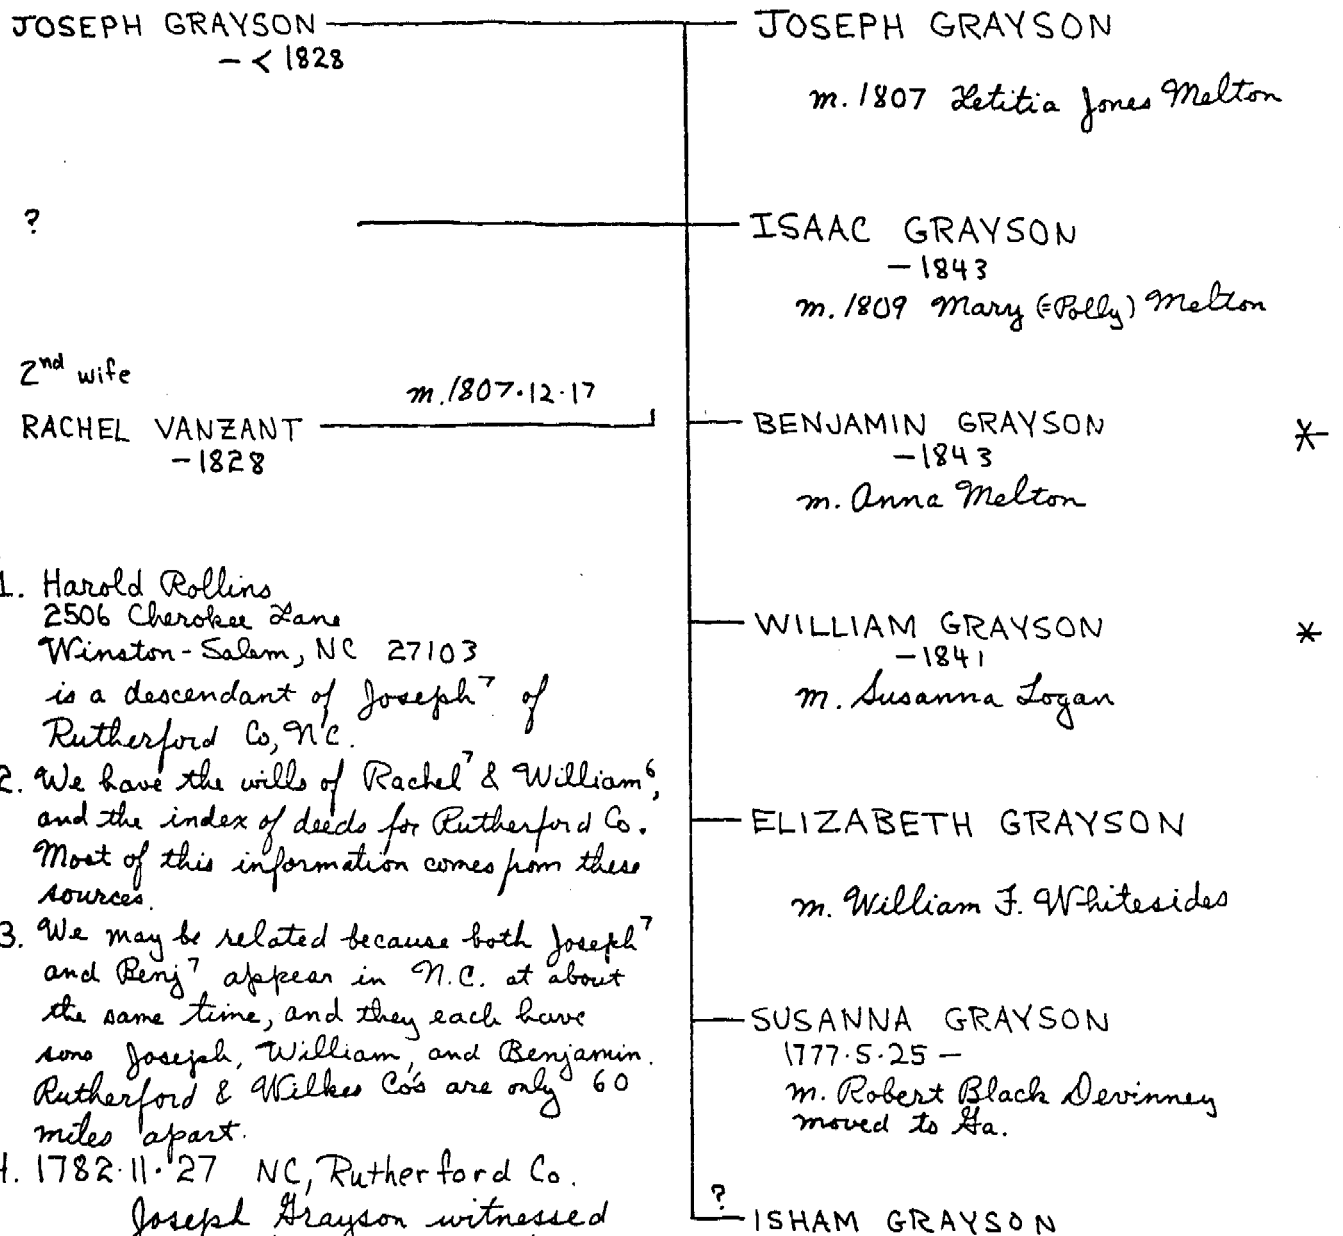 JOSEPH GRAYSON
- < 1828
?
2nd wife
m. 1807.12.17
RACHEL VANZANT
- 1828
1. Harold Rollins
2506 Cherokee Lane
Winston-Salem, NC 27103
is a descendant of Joseph7 of
Rutherford Co, N.C.
2. We have the wills of Rachel7 & William6,
and the index of deeds for Rutherford Co.
Most of this information comes from these
sources.
3. We may be related because both Joseph7
and Benj7 appear in N.C. at about
the same time, and they each have
sons Joseph, William, and Benjamin.
Rutherford & Wilkes Co's are only 60
miles apart.
4. 1782.11.27 NC, Rutherford Co.
Joseph Grayson witnessed
JOSEPH GRAYSON
m. 1807 Letitia Jones Melton
ISAAC GRAYSON
- 1843
m. 1809 Mary (=Polly) Melton
BENJAMIN GRAYSON *
- 1843
m. Anna Melton
WILLIAM GRAYSON *
- 1841
m. Susanna Logan
ELIZABETH GRAYSON
m. William F. Whitesides
SUSANNA GRAYSON
1777.5.25 -
m. Robert Black Devinney
moved to Ga.
? ISHAM GRAYSON